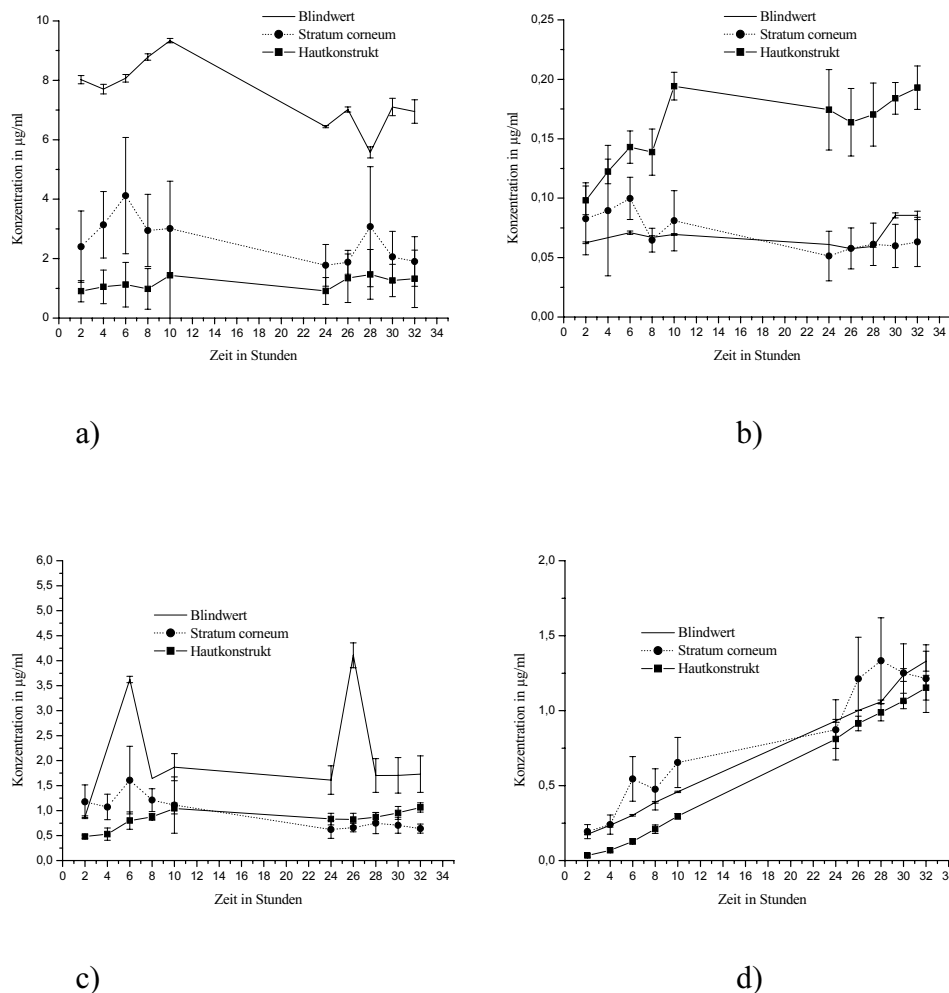 Blindwert
Stratum corneum
Hautkonstrukt
Konzentration in µg/ml
10
8
6
4
2
0
0 2 4 6 8 10 12 14 16 18 20 22 24 26 28 30 32 34
Zeit in Stunden
a)
Blindwert
Stratum corneum
Hautkonstrukt
Konzentration in µg/ml
0,25
0,20
0,15
0,10
0,05
0,00
0 2 4 6 8 10 12 14 16 18 20 22 24 26 28 30 32 34
Zeit in Stunden
b)
Blindwert
Stratum corneum
Hautkonstrukt
Konzentration in µg/ml
6,0
5,5
5,0
4,5
4,0
3,5
3,0
2,5
2,0
1,5
1,0
0,5
0,0
0 2 4 6 8 10 12 14 16 18 20 22 24 26 28 30 32 34
Zeit in Stunden
c)
Blindwert
Stratum corneum
Hautkonstrukt
Konzentration in µg/ml
2,0
1,5
1,0
0,5
0,0
0 2 4 6 8 10 12 14 16 18 20 22 24 26 28 30 32 34
Zeit in Stunden
d)